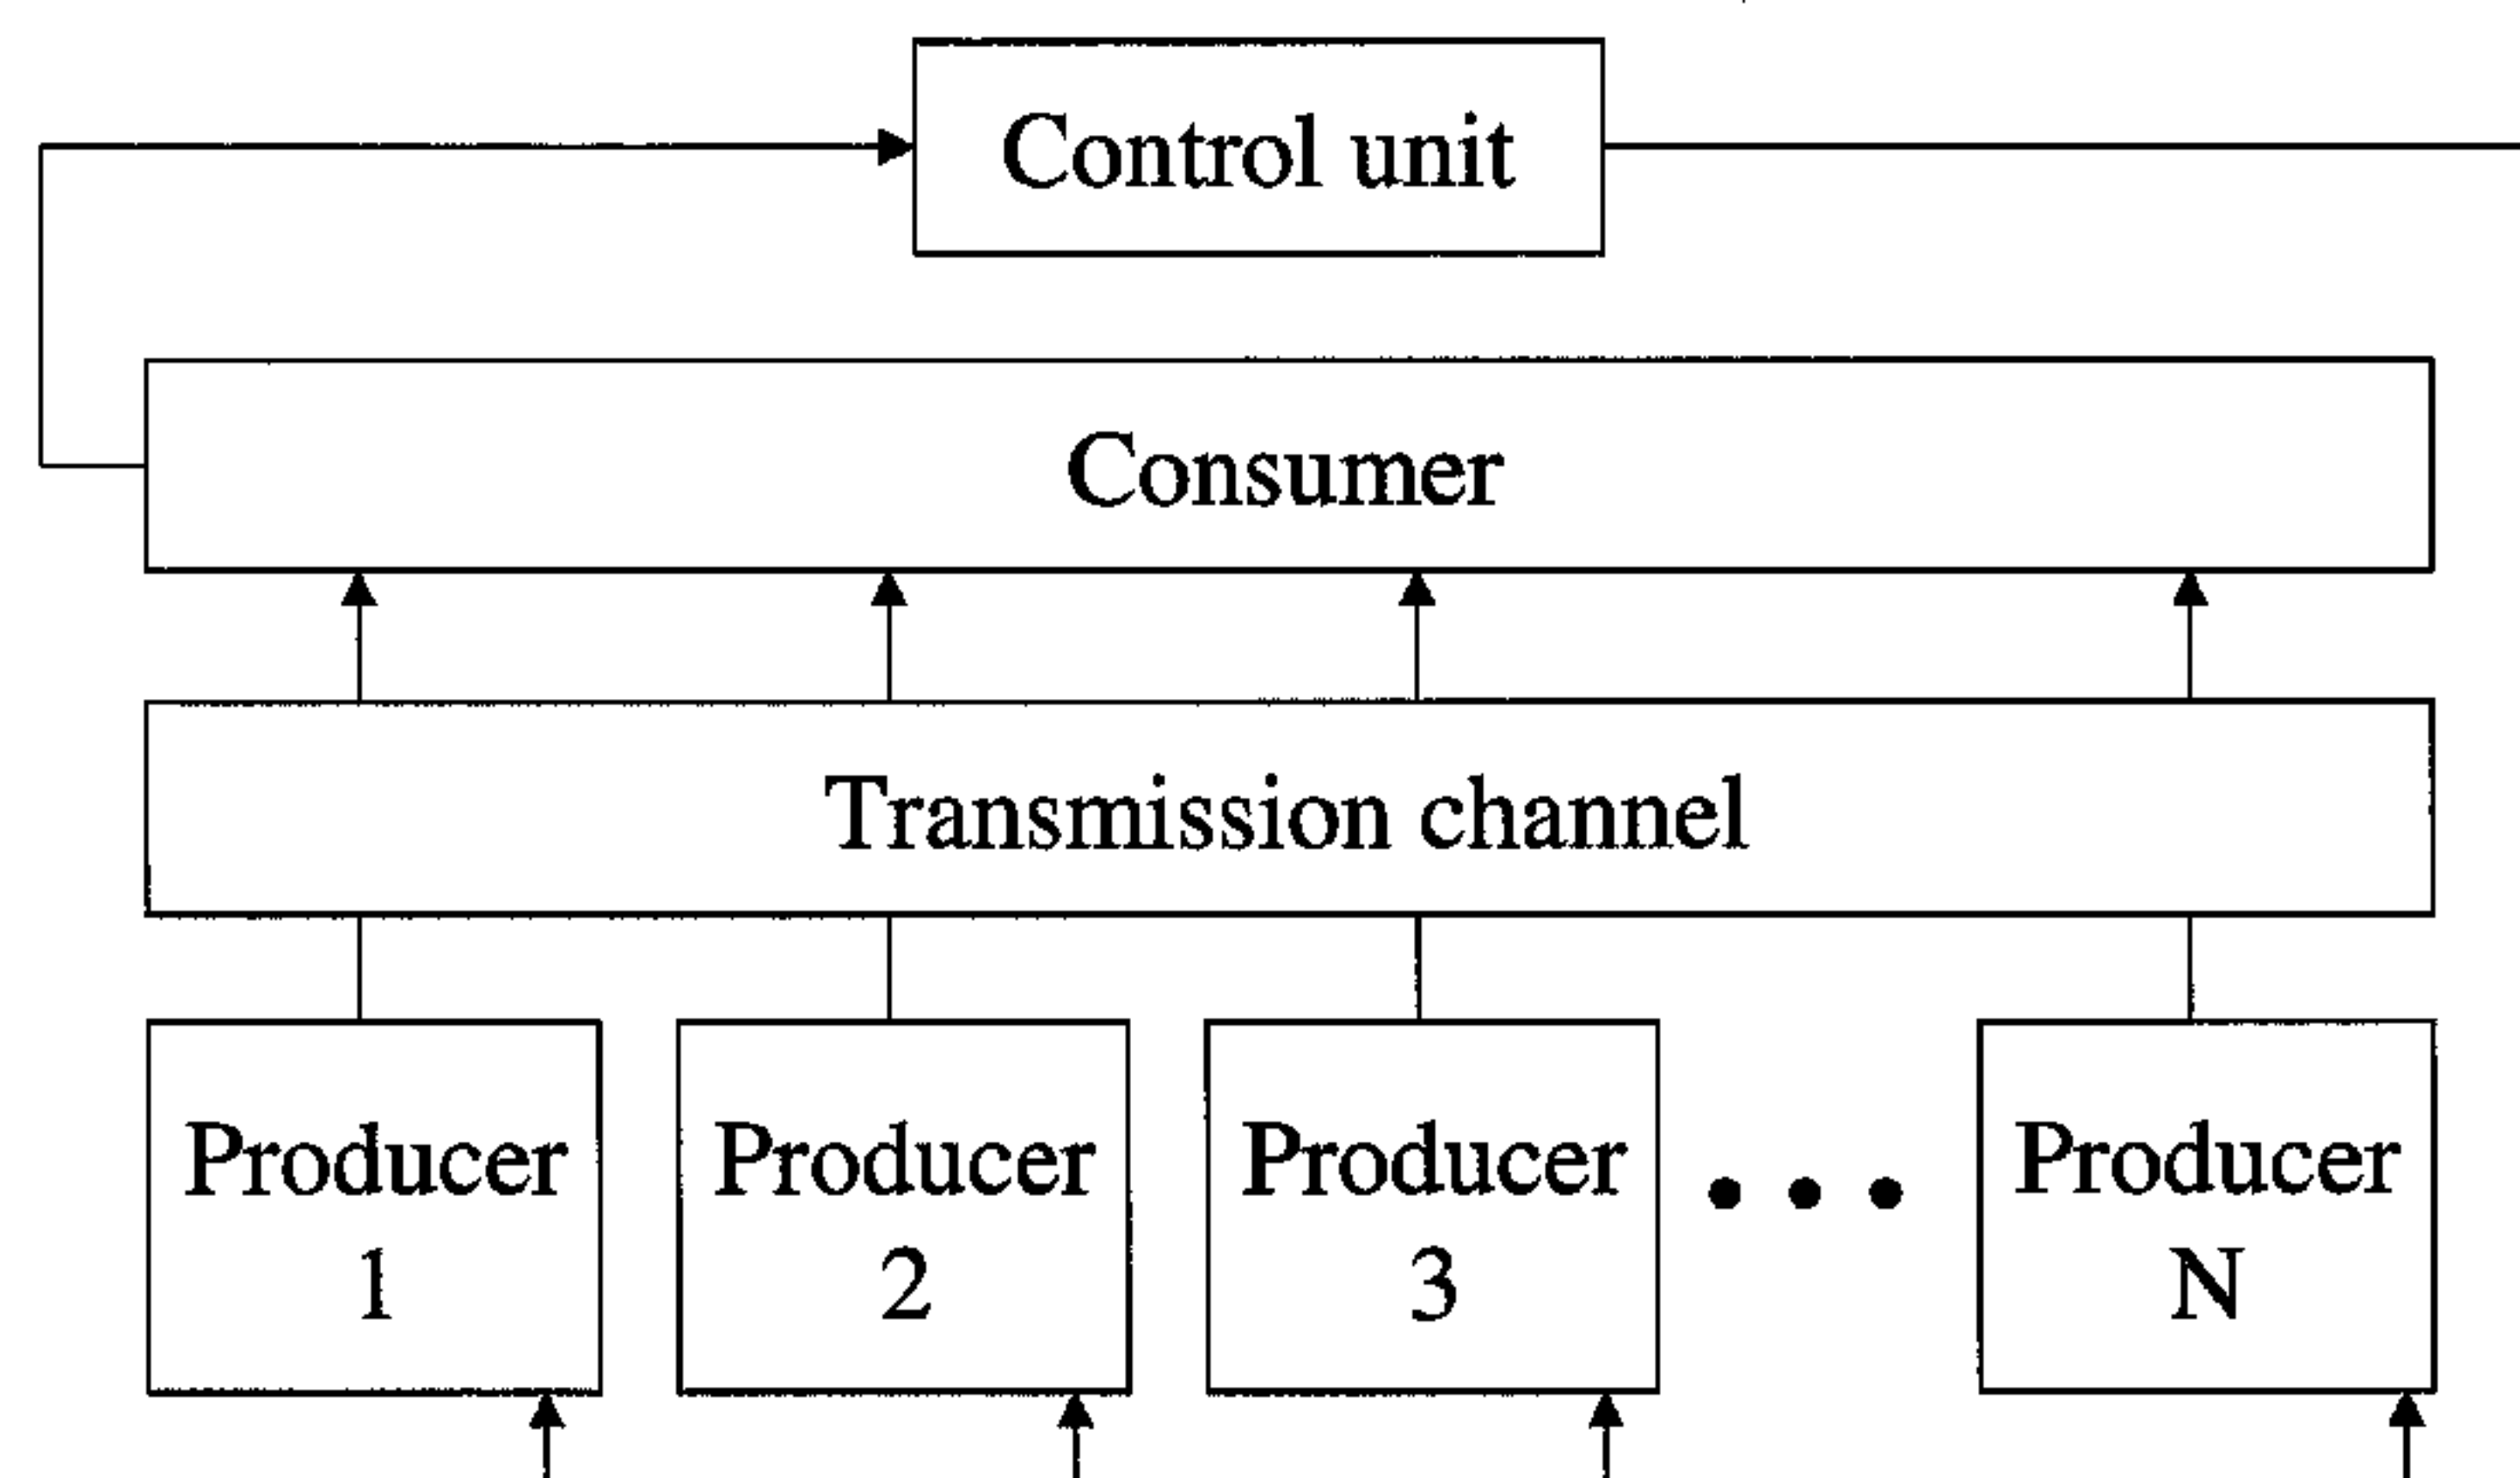 Control unit
Consumer
Transmission channel
Producer
1
Producer
2
Producer
3
Producer
N